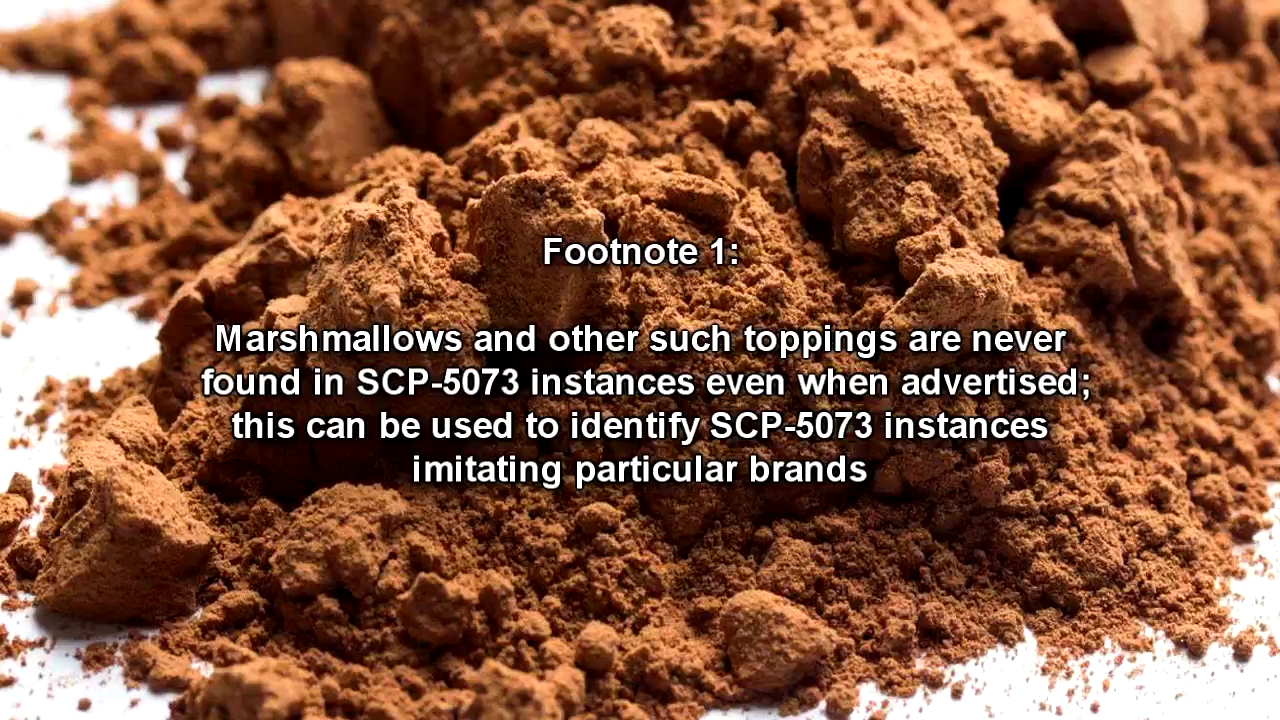 Footnote 1:
Marshmallows and other such toppings are never
found in SCP-5073 instances even when advertised;
this can be used to identify SCP-5073 instances
imitating particular brands